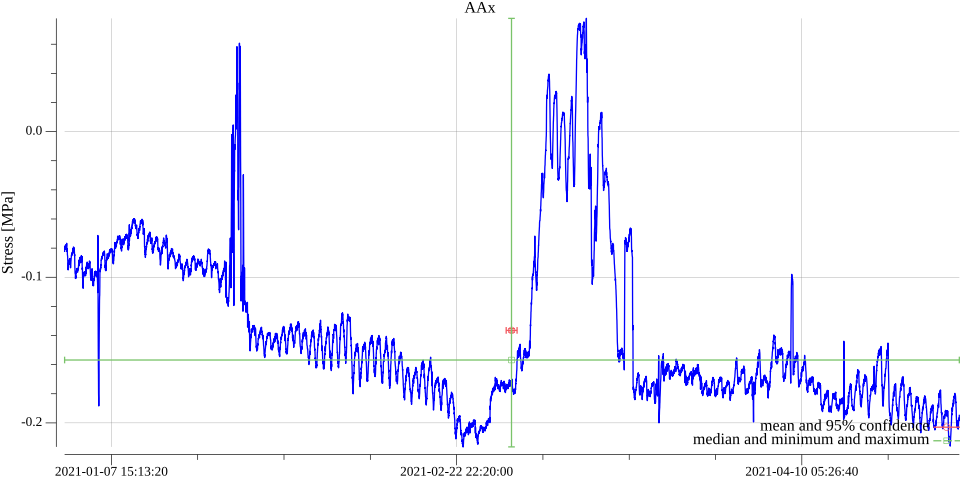 AAx
0.0
Stress [MPa]
-0.1
-0.2
mean and 95% confidence
median and minimum and maximum
2021-01-07 15:13:20
2021-02-22 22:20:00
2021-04-10 05:26:40